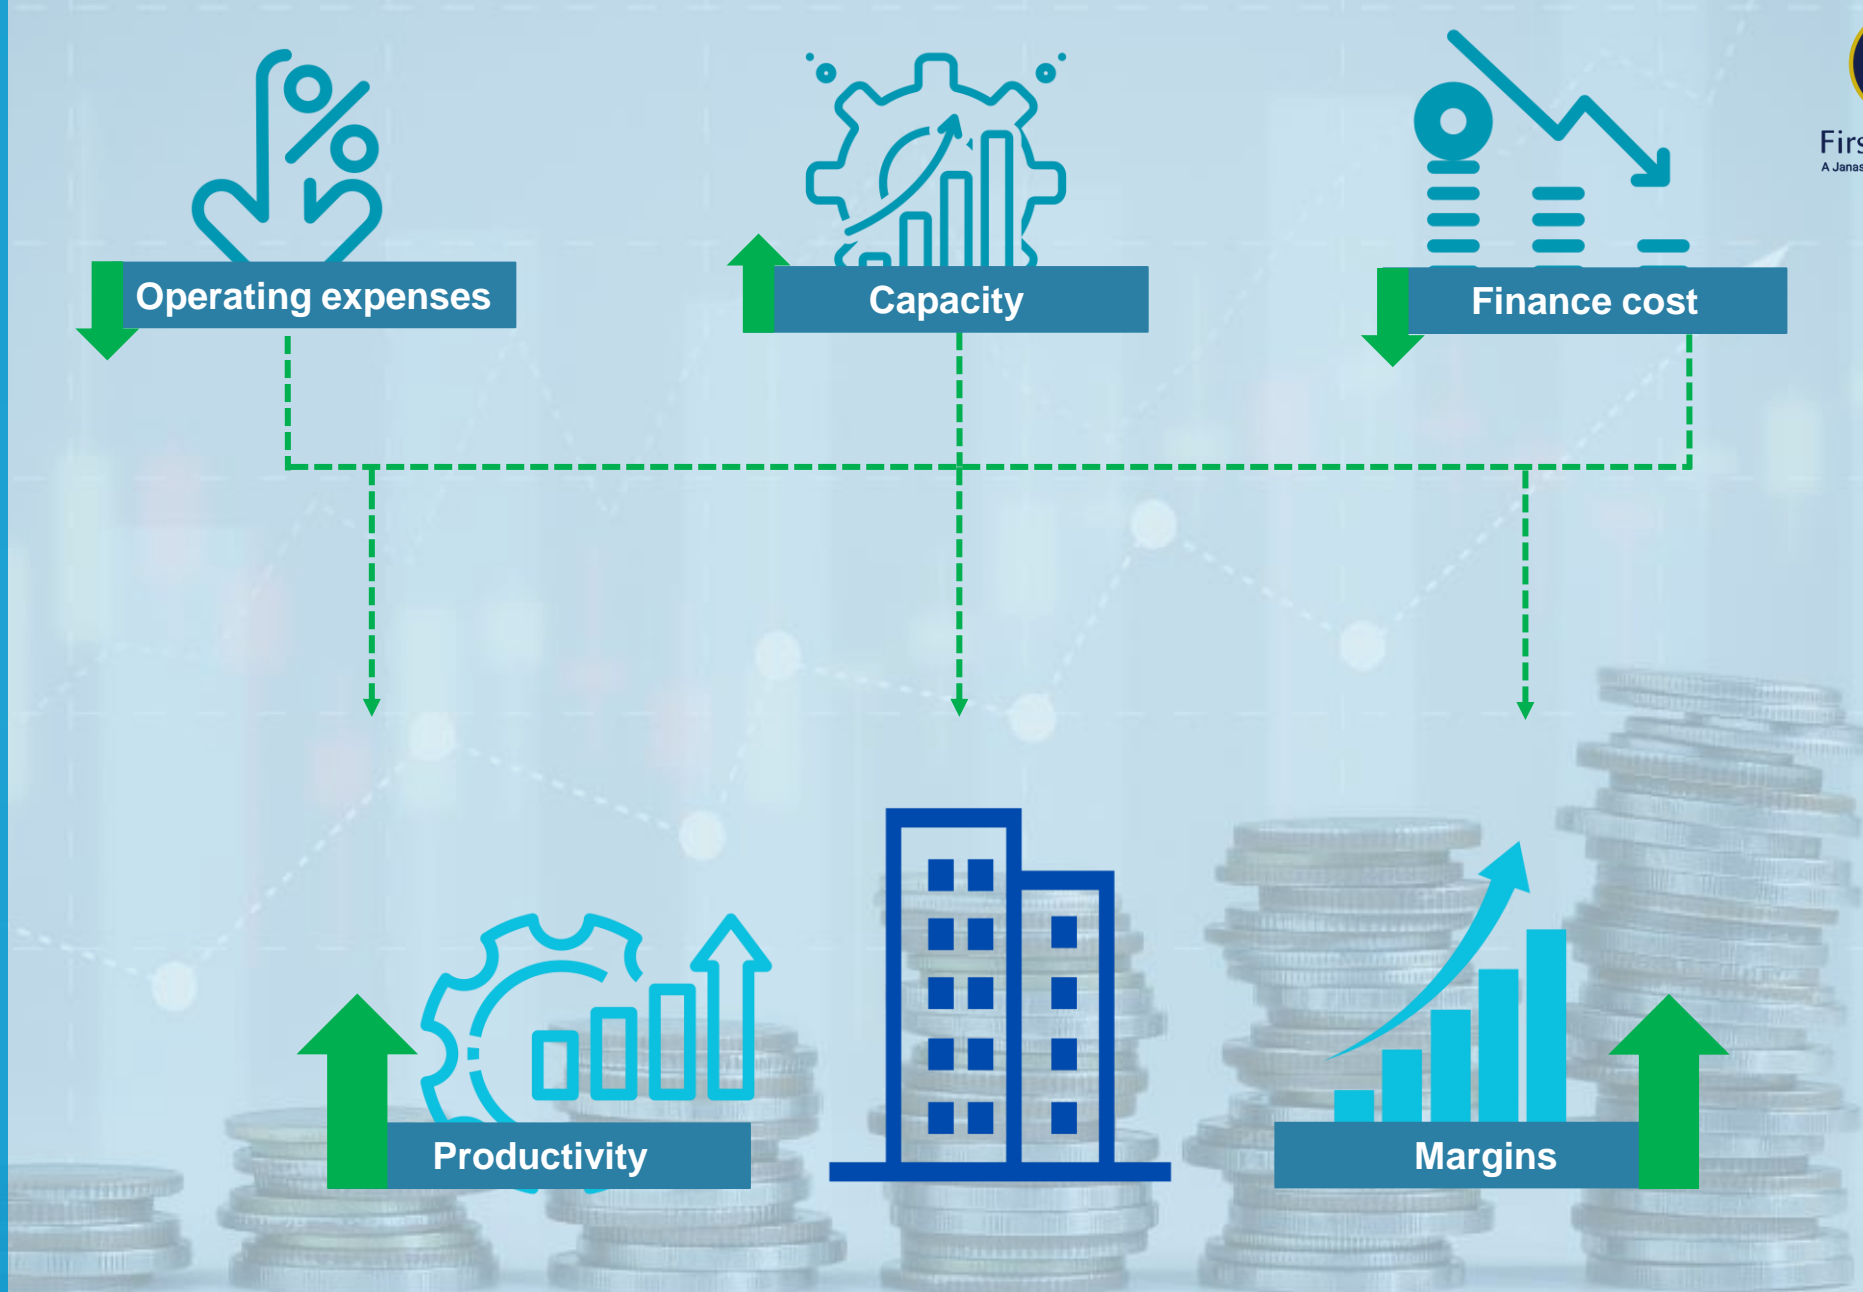 Operating expenses
Capacity
Finance cost
Productivity
Margins